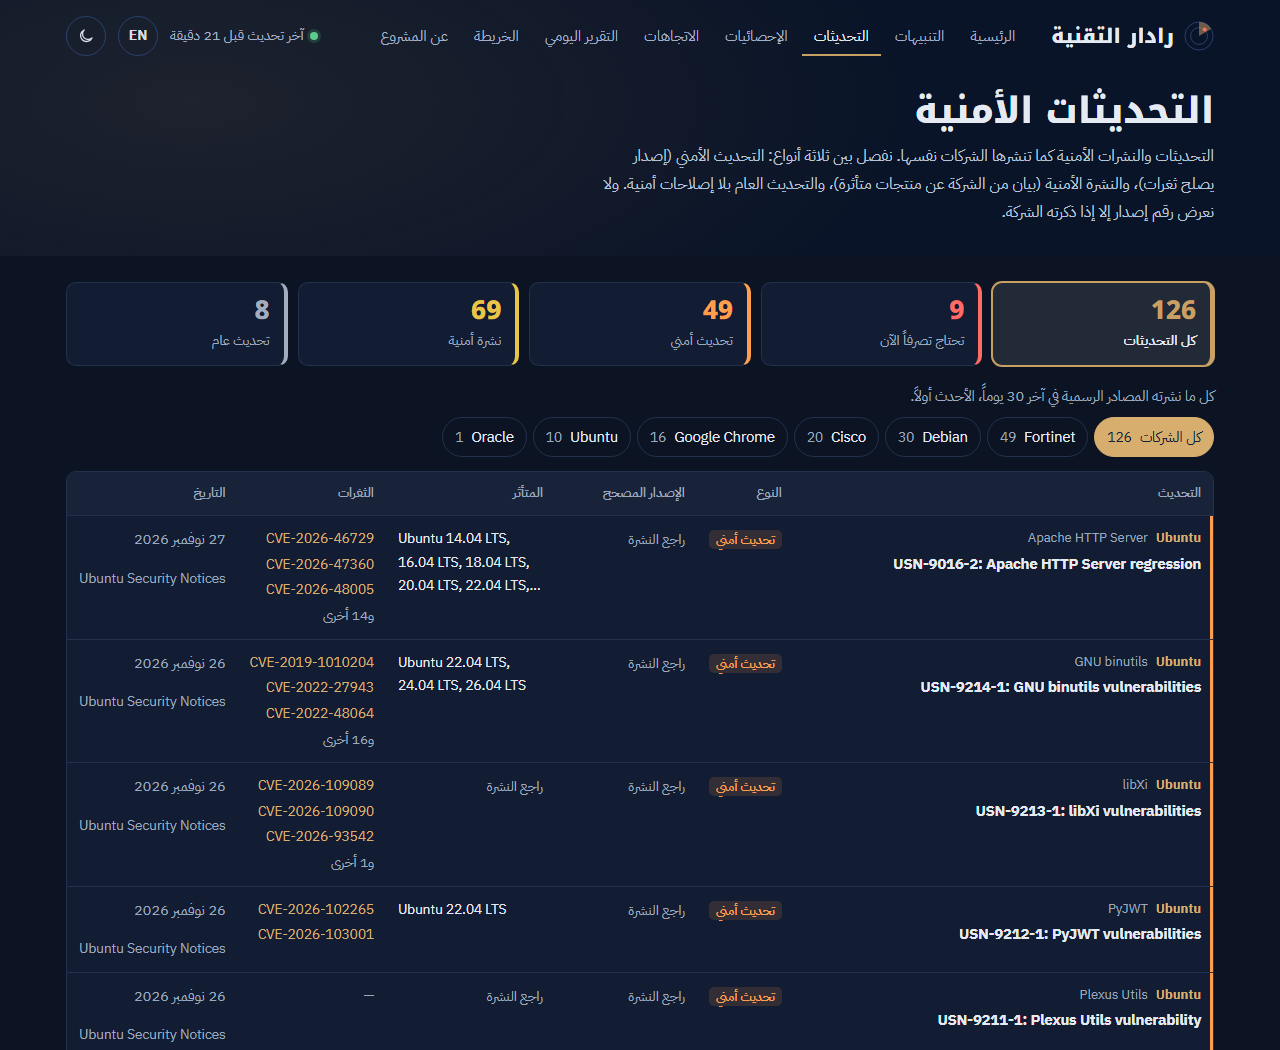 رادار التقنية
الرئيسية
التنبيهات
التحديثات
الإحصائيات
الاتجاهات
التقرير اليومي
الخريطة
عن المشروع
آخر تحديث قبل 21 دقيقة
EN
التحديثات الأمنية
التحديثات والنشرات الأمنية كما تنشرها الشركات نفسها. نفصل بين ثلاثة أنواع: التحديث الأمني (إصدار
يصلح ثغرات)، والنشرة الأمنية (بيان من الشركة عن منتجات متأثرة)، والتحديث العام بلا إصلاحات أمنية. ولا
نعرض رقم إصدار إلا إذا ذكرته الشركة.
126
كل التحديثات
9
تحتاج تصرفاً الآن
49
تحديث أمني
69
نشرة أمنية
8
تحديث عام
كل ما نشرته المصادر الرسمية في آخر 30 يوماً، الأحدث أولاً.
كل الشركات 126
Fortinet 49
Debian 30
Cisco 20
Google Chrome 16
Ubuntu 10
Oracle 1
التحديث
النوع
الإصدار المصحح
المتأثر
الثغرات
التاريخ
Ubuntu Apache HTTP Server
USN-9016-2: Apache HTTP Server regression
تحديث أمني
راجع النشرة
Ubuntu 14.04 LTS,
16.04 LTS, 18.04 LTS,
20.04 LTS, 22.04 LTS,...
CVE-2026-46729
CVE-2026-47360
CVE-2026-48005
و14 أخرى
27 نوفمبر 2026
Ubuntu Security Notices
Ubuntu GNU binutils
USN-9214-1: GNU binutils vulnerabilities
تحديث أمني
راجع النشرة
Ubuntu 22.04 LTS,
24.04 LTS, 26.04 LTS
CVE-2019-1010204
CVE-2022-27943
CVE-2022-48064
و16 أخرى
26 نوفمبر 2026
Ubuntu Security Notices
Ubuntu libXi
USN-9213-1: libXi vulnerabilities
تحديث أمني
راجع النشرة
راجع النشرة
CVE-2026-109089
CVE-2026-109090
CVE-2026-93542
و1 أخرى
26 نوفمبر 2026
Ubuntu Security Notices
Ubuntu PyJWT
USN-9212-1: PyJWT vulnerabilities
تحديث أمني
راجع النشرة
Ubuntu 22.04 LTS
CVE-2026-102265
CVE-2026-103001
26 نوفمبر 2026
Ubuntu Security Notices
Ubuntu Plexus Utils
USN-9211-1: Plexus Utils vulnerability
تحديث أمني
راجع النشرة
راجع النشرة
—
26 نوفمبر 2026
Ubuntu Security Notices